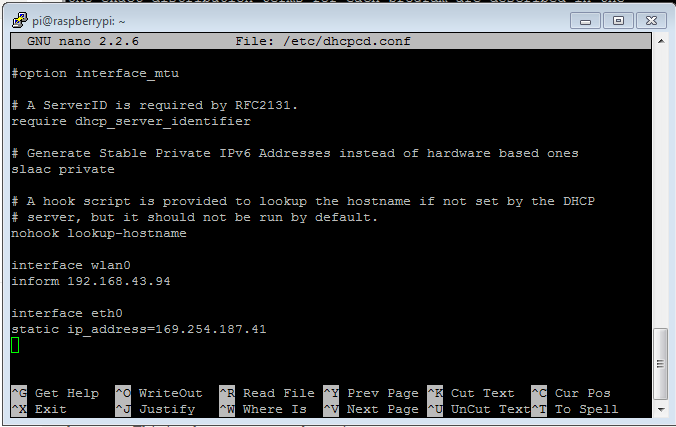 pi@raspberrypi: ~
GNU nano 2.2.6 File: /etc/dhcpcd.conf
#option interface_mtu
# A ServerID is required by RFC2131.
require dhcp_server_identifier
# Generate Stable Private IPv6 Addresses instead of hardware based ones
slaac private
# A hook script is provided to lookup the hostname if not set by the DHCP
# server, but it should not be run by default.
nohook lookup-hostname
interface wlan0
inform 192.168.43.94
interface eth0
static ip_address=169.254.187.41
^G Get Help ^O WriteOut ^R Read File ^Y Prev Page ^K Cut Text ^C Cur Pos
^X Exit ^J Justify ^W Where Is ^V Next Page ^U UnCut Text ^T To Spell